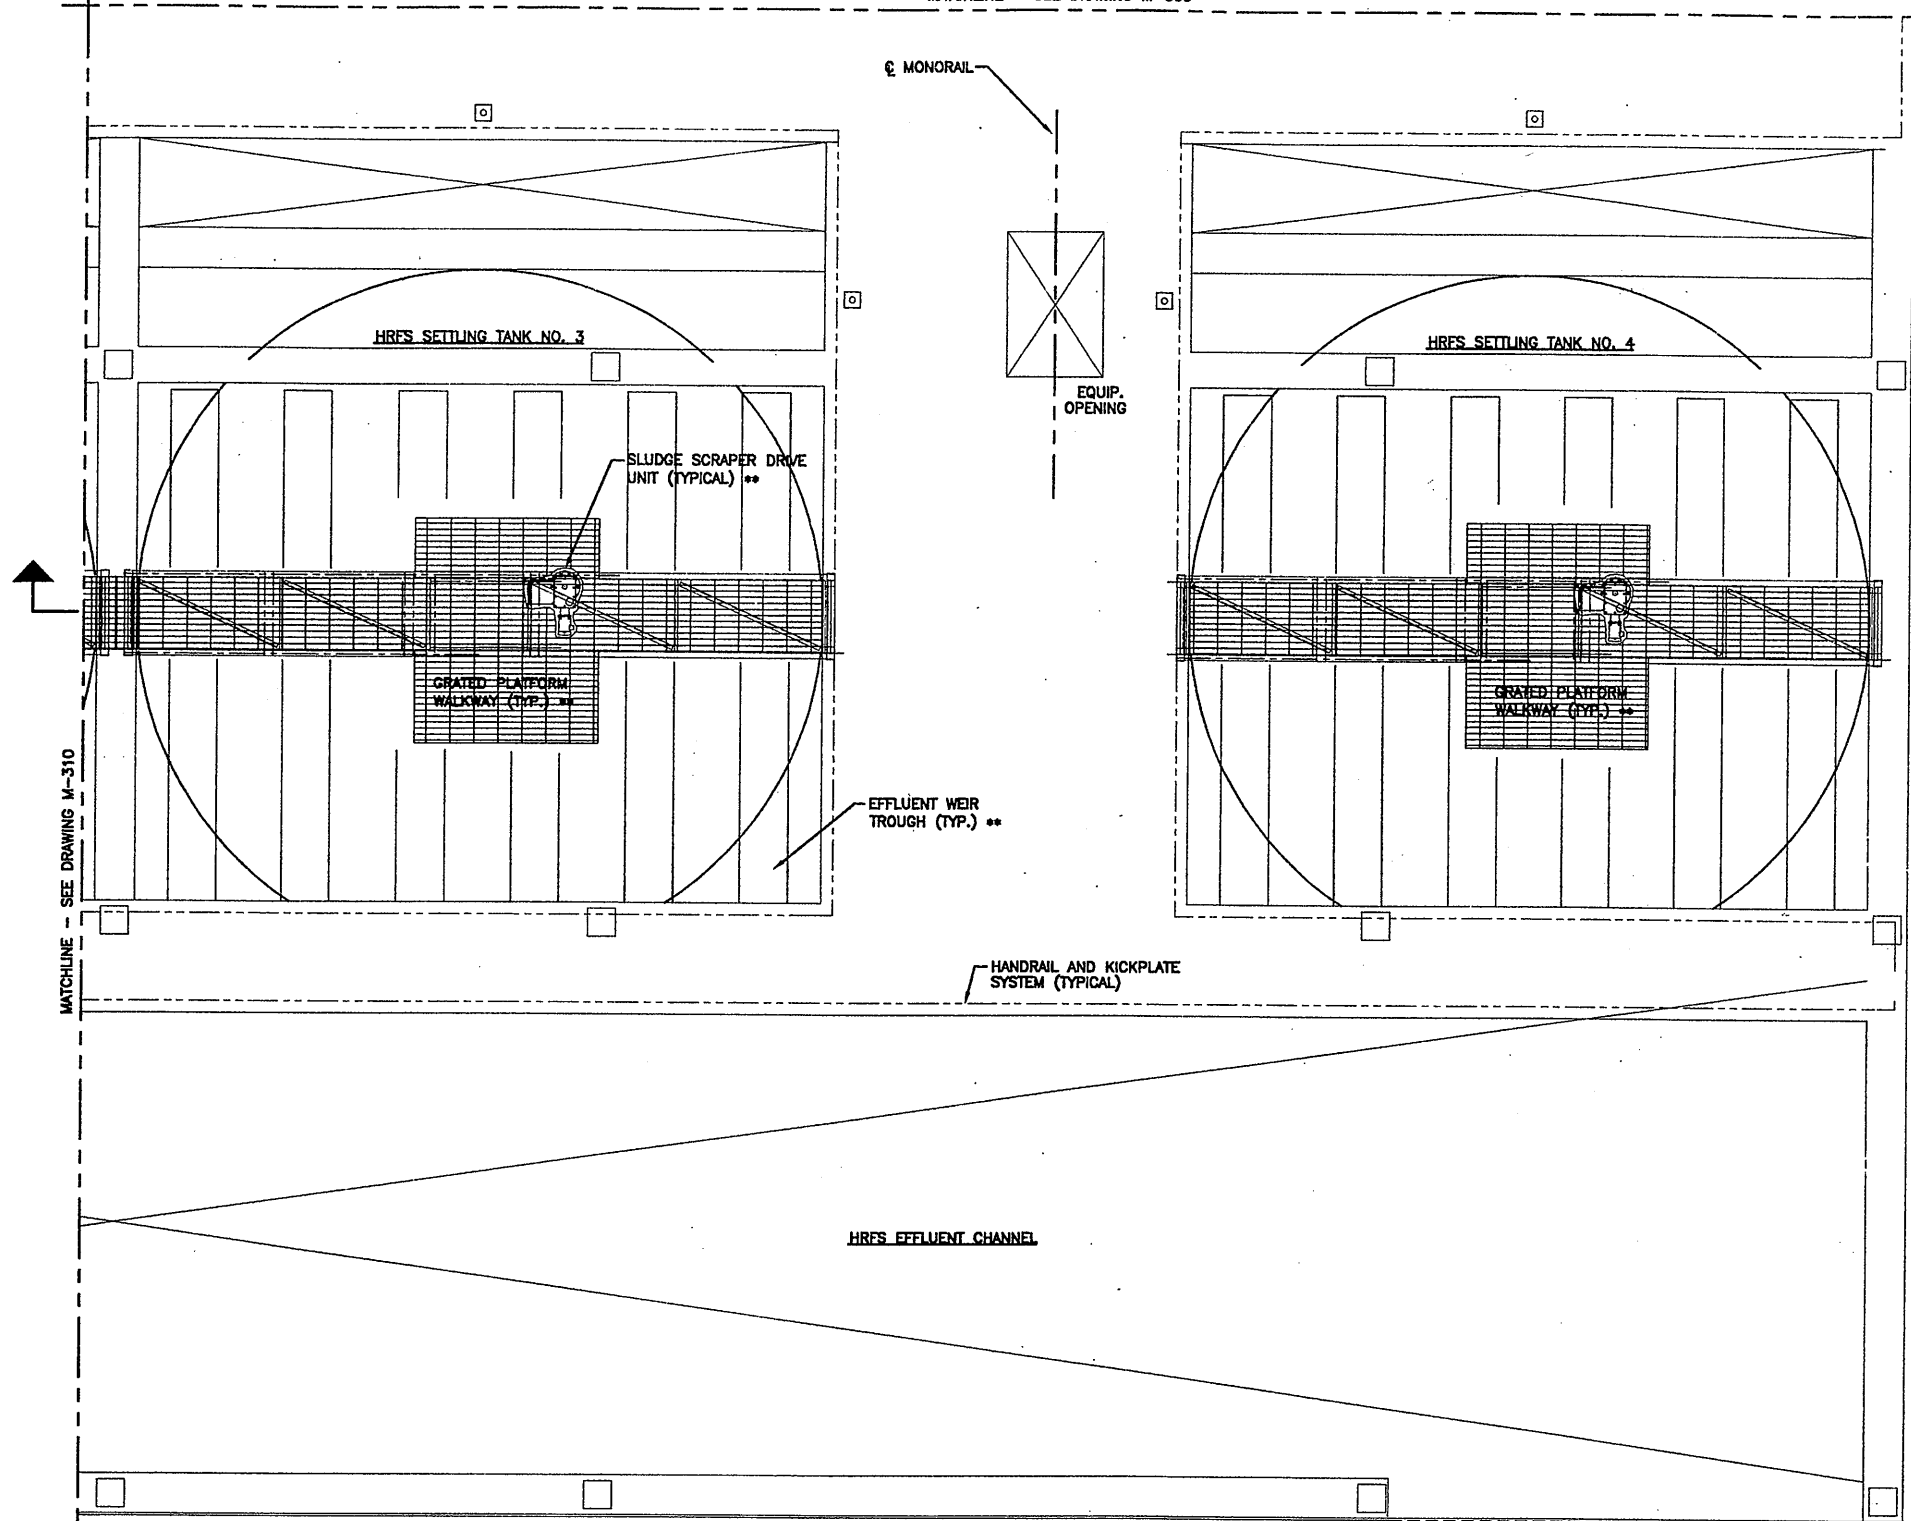 ℄ MONORAIL
HRFS SETTLING TANK NO. 3
HRFS SETTLING TANK NO. 4
EQUIP.
OPENING
SLUDGE SCRAPER DRIVE
UNIT (TYPICAL) **
GRATED PLATFORM
WALKWAY (TYP.) **
GRATED PLATFORM
WALKWAY (TYP.) **
MATCHLINE - SEE DRAWING M-310
EFFLUENT WEIR
TROUGH (TYP.) **
HANDRAIL AND KICKPLATE
SYSTEM (TYPICAL)
HRFS EFFLUENT CHANNEL